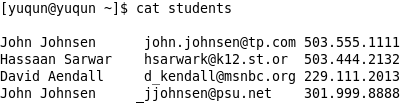 [yuqun@yuqun ~]$ cat students
John Johnsen      john.johnsen@tp.com 503.555.1111
Hassaan Sarwar    hsarwark@k12.st.or  503.444.2132
David Aendall     d_kendall@msnbc.org 229.111.2013
John Johnsen     _jjohnsen@psu.net    301.999.8888